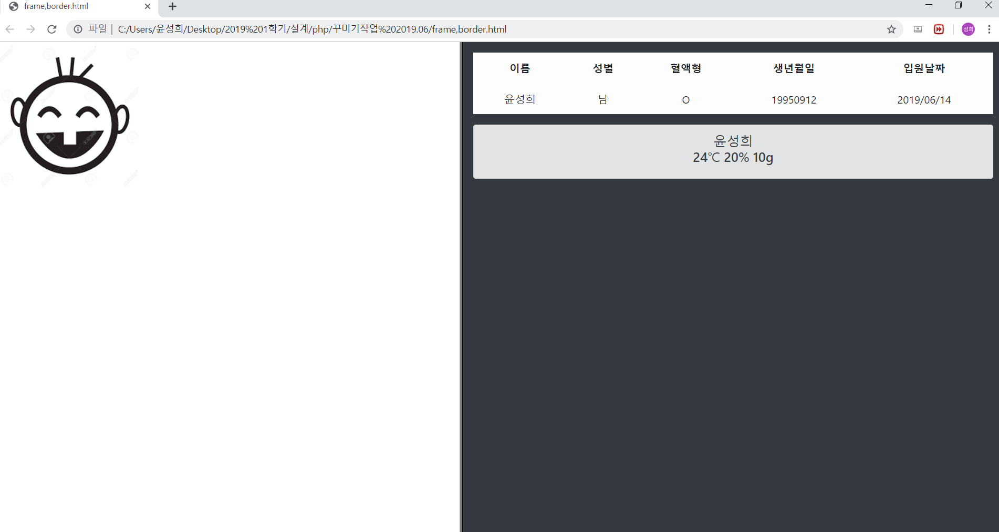 frame,border.html
파일 | C:/Users/윤성희/Desktop/2019%201학기/설계/php/꾸미기작업%202019.06/frame,border.html
성희
이름 성별 혈액형 생년월일 입원날짜
윤성희 남 O 19950912 2019/06/14
윤성희
24℃ 20% 10g
123RF